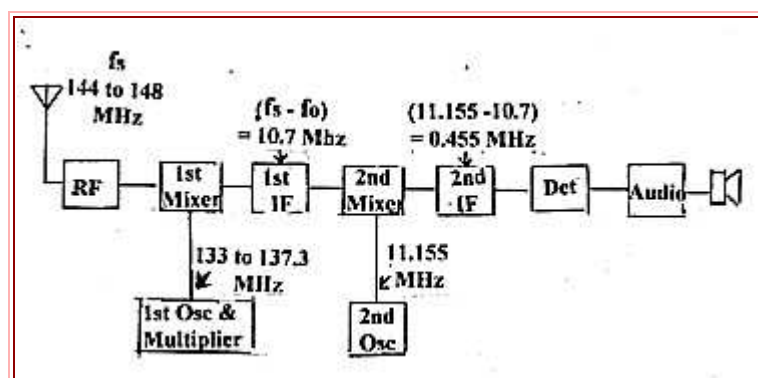 fs
144 to 148
MHz
(fs - fo)
= 10.7 Mhz
(11.155 -10.7)
= 0.455 MHz
RF
1st
Mixer
1st
IF
2nd
Mixer
2nd
IF
Det
Audio
133 to 137.3
MHz
11.155
MHz
1st Osc &
Multiplier
2nd
Osc